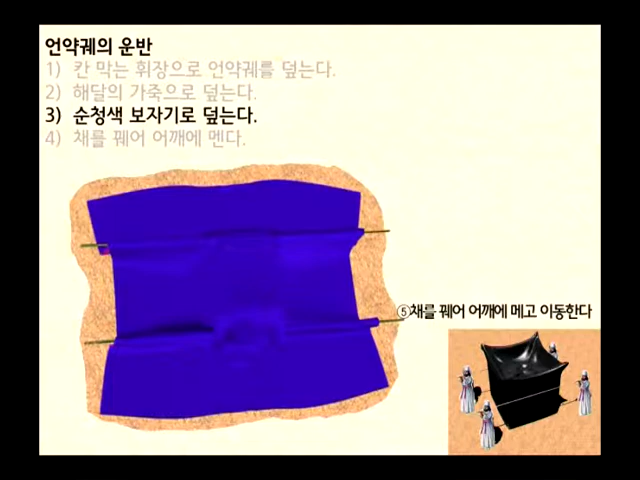 언약궤의 운반
1) 칸 막는 휘장으로 언약궤를 덮는다.
2) 해달의 가죽으로 덮는다.
3) 순청색 보자기로 덮는다.
4) 채를 꿰어 어깨에 멘다.
⑤채를 꿰어 어깨에 메고 이동한다